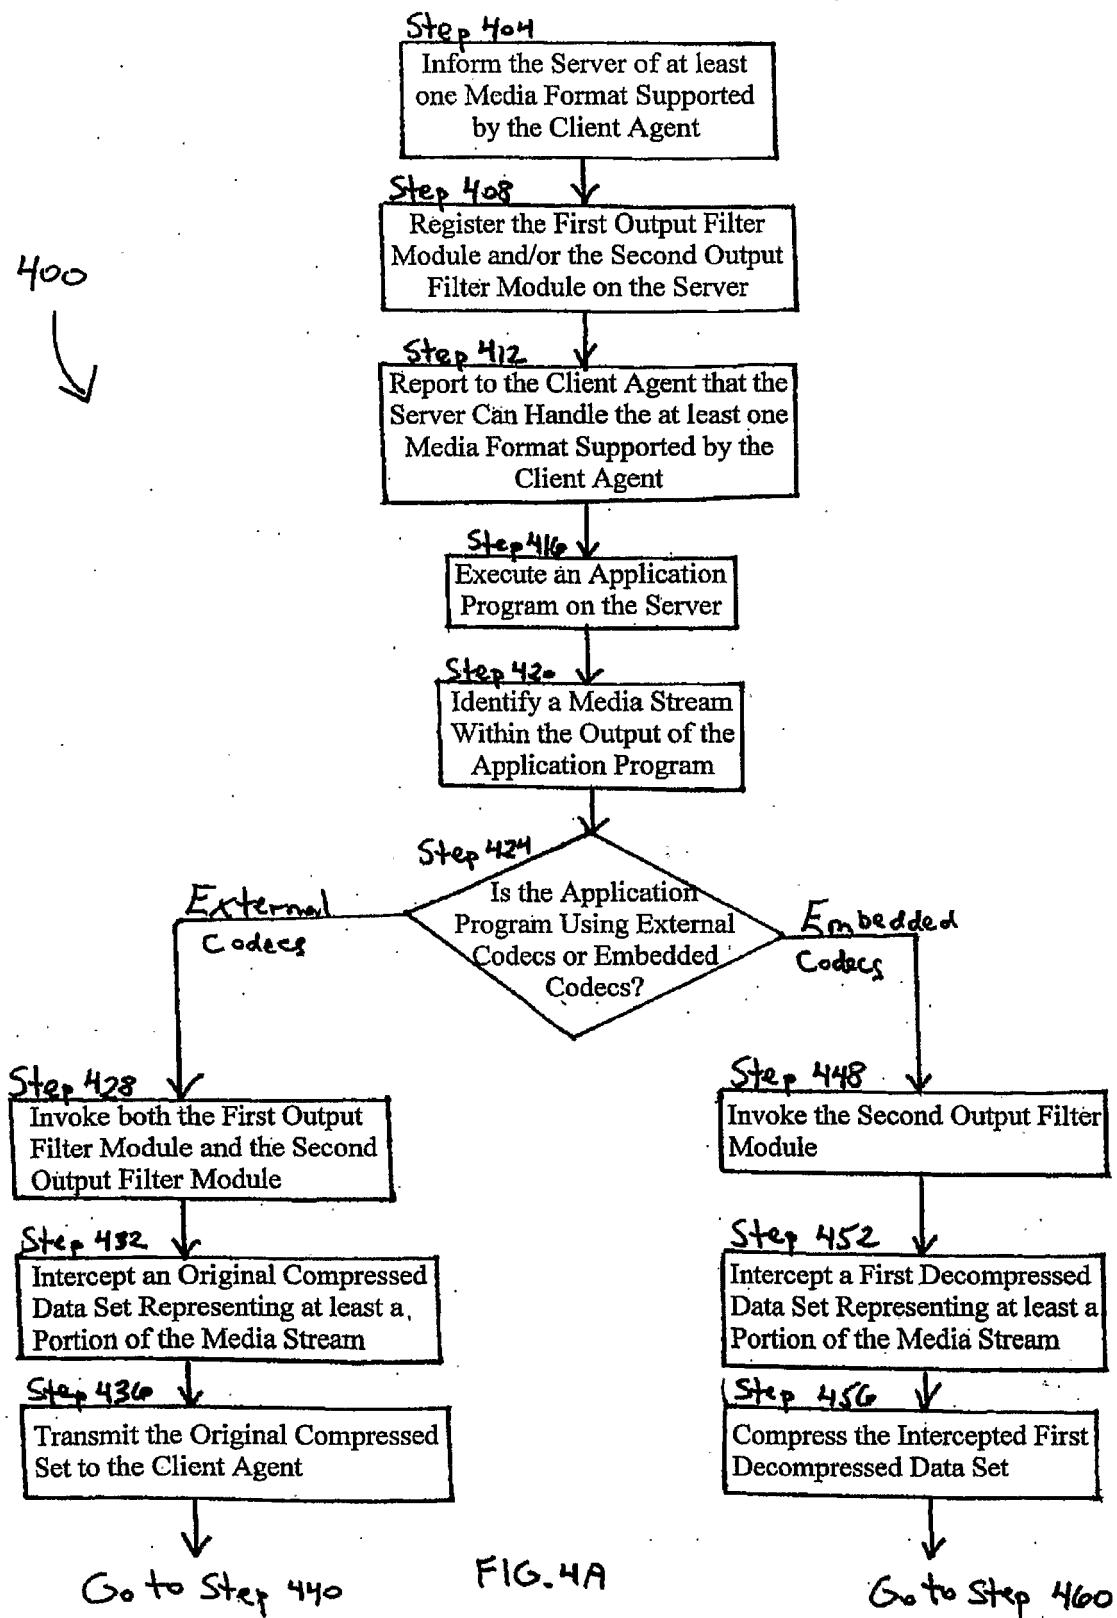 Step 404
Inform the Server of at least
one Media Format Supported
by the Client Agent
Step 408
Register the First Output Filter
Module and/or the Second Output
Filter Module on the Server
400
Step 412
Report to the Client Agent that the
Server Can Handle the at least one
Media Format Supported by the
Client Agent
Step 416
Execute an Application
Program on the Server
Step 420
Identify a Media Stream
Within the Output of the
Application Program
Step 424
Is the Application
Program Using External
Codecs or Embedded
Codecs?
External
Codecs
Embedded
Codecs
Step 428
Invoke both the First Output
Filter Module and the Second
Output Filter Module
Step 432
Intercept an Original Compressed
Data Set Representing at least a
Portion of the Media Stream
Step 436
Transmit the Original Compressed
Set to the Client Agent
Go to Step 440
Step 448
Invoke the Second Output Filter
Module
Step 452
Intercept a First Decompressed
Data Set Representing at least a
Portion of the Media Stream
Step 456
Compress the Intercepted First
Decompressed Data Set
Go to Step 460
FIG. 4A